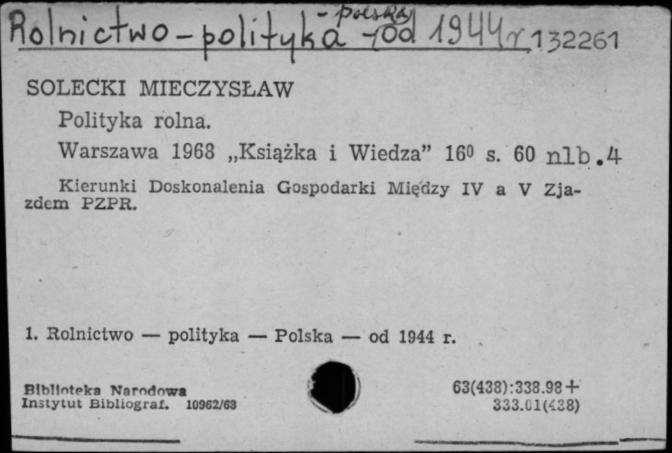 Rolnictwo - polityka - polska - od 1944 r. 132261
SOLECKI MIECZYSŁAW
Polityka rolna.
Warszawa 1968 „Książka i Wiedza” 16⁰ s. 60 nlb. 4
Kierunki Doskonalenia Gospodarki Między IV a V Zja-
zdem PZPR.
1. Rolnictwo — polityka — Polska — od 1944 r.
Biblioteka Narodowa
Instytut Bibliograf. 10962/68
63(438):338.98+
333.01(438)